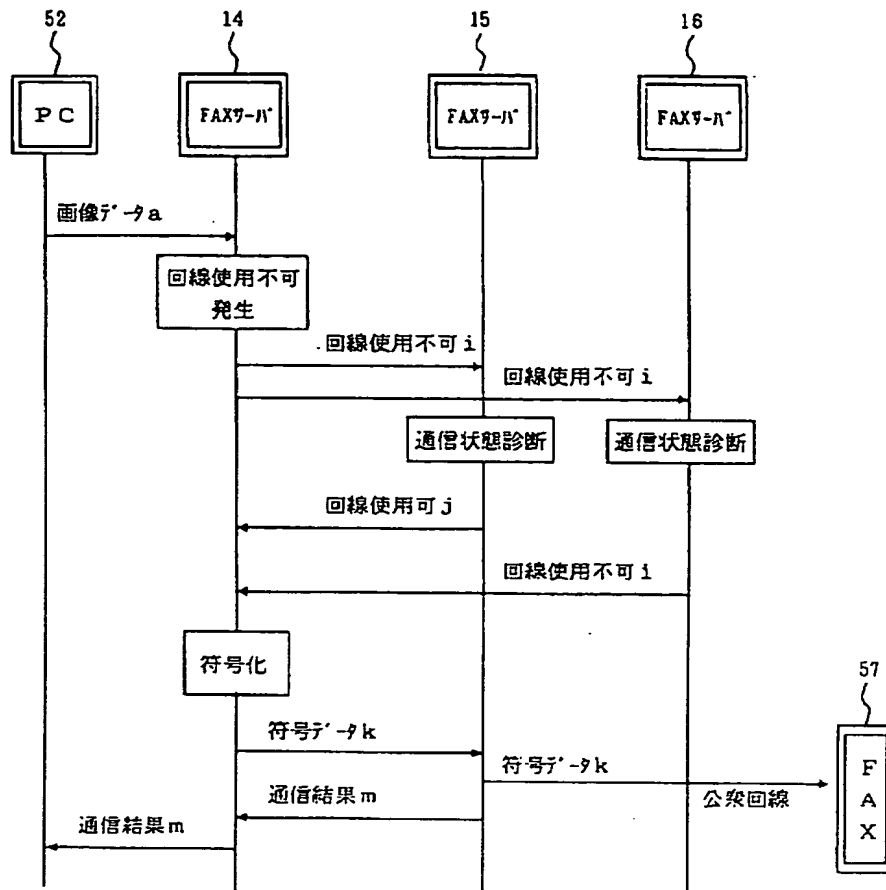 52 14 15 16
PC FAXサーバ FAXサーバ FAXサーバ
画像データa
回線使用不可
発生
回線使用不可i
回線使用不可i
通信状態診断 通信状態診断
回線使用可j
回線使用不可i
符号化
57
符号データk
符号データk
FAX
公衆回線
通信結果m
通信結果m